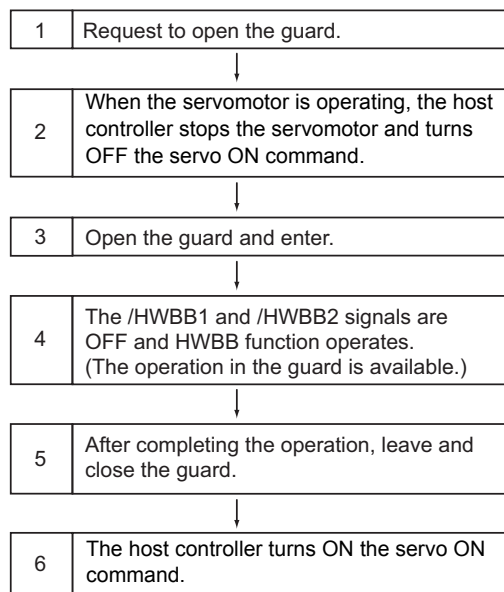 1 Request to open the guard.
2 When the servomotor is operating, the host
controller stops the servomotor and turns
OFF the servo ON command.
3 Open the guard and enter.
4 The /HWBB1 and /HWBB2 signals are
OFF and HWBB function operates.
(The operation in the guard is available.)
5 After completing the operation, leave and
close the guard.
6 The host controller turns ON the servo ON
command.